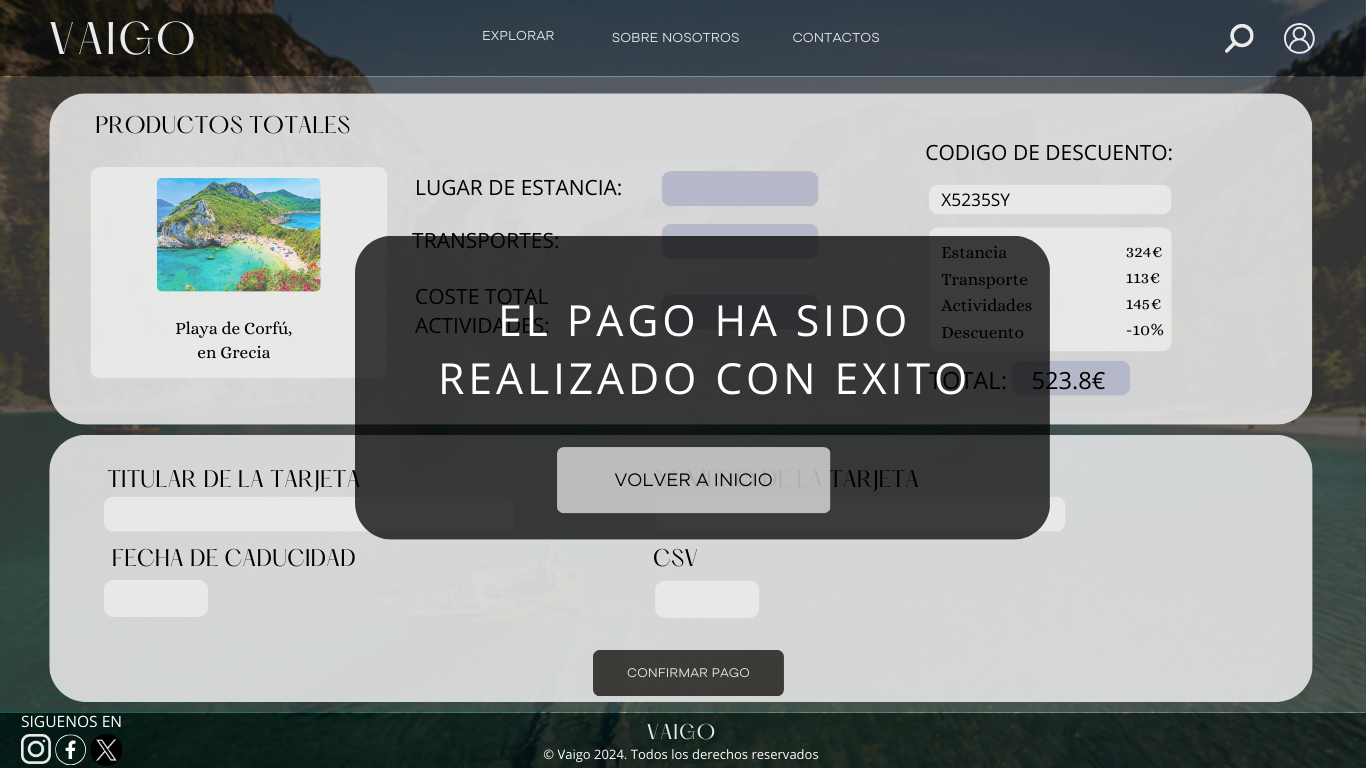 VAIGO
EXPLORAR
SOBRE NOSOTROS
CONTACTOS
PRODUCTOS TOTALES
Playa de Corfú,
en Grecia
LUGAR DE ESTANCIA:
TRANSPORTES:
COSTE TOTAL
ACTIVIDADES:
CODIGO DE DESCUENTO:
X5235SY
Estancia 324€
Transporte 113€
Actividades 145€
Descuento -10%
TOTAL: 523.8€
EL PAGO HA SIDO
REALIZADO CON EXITO
VOLVER A INICIO
TITULAR DE LA TARJETA
DE LA TARJETA
FECHA DE CADUCIDAD
CSV
CONFIRMAR PAGO
SIGUENOS EN
VAIGO
© Vaigo 2024. Todos los derechos reservados